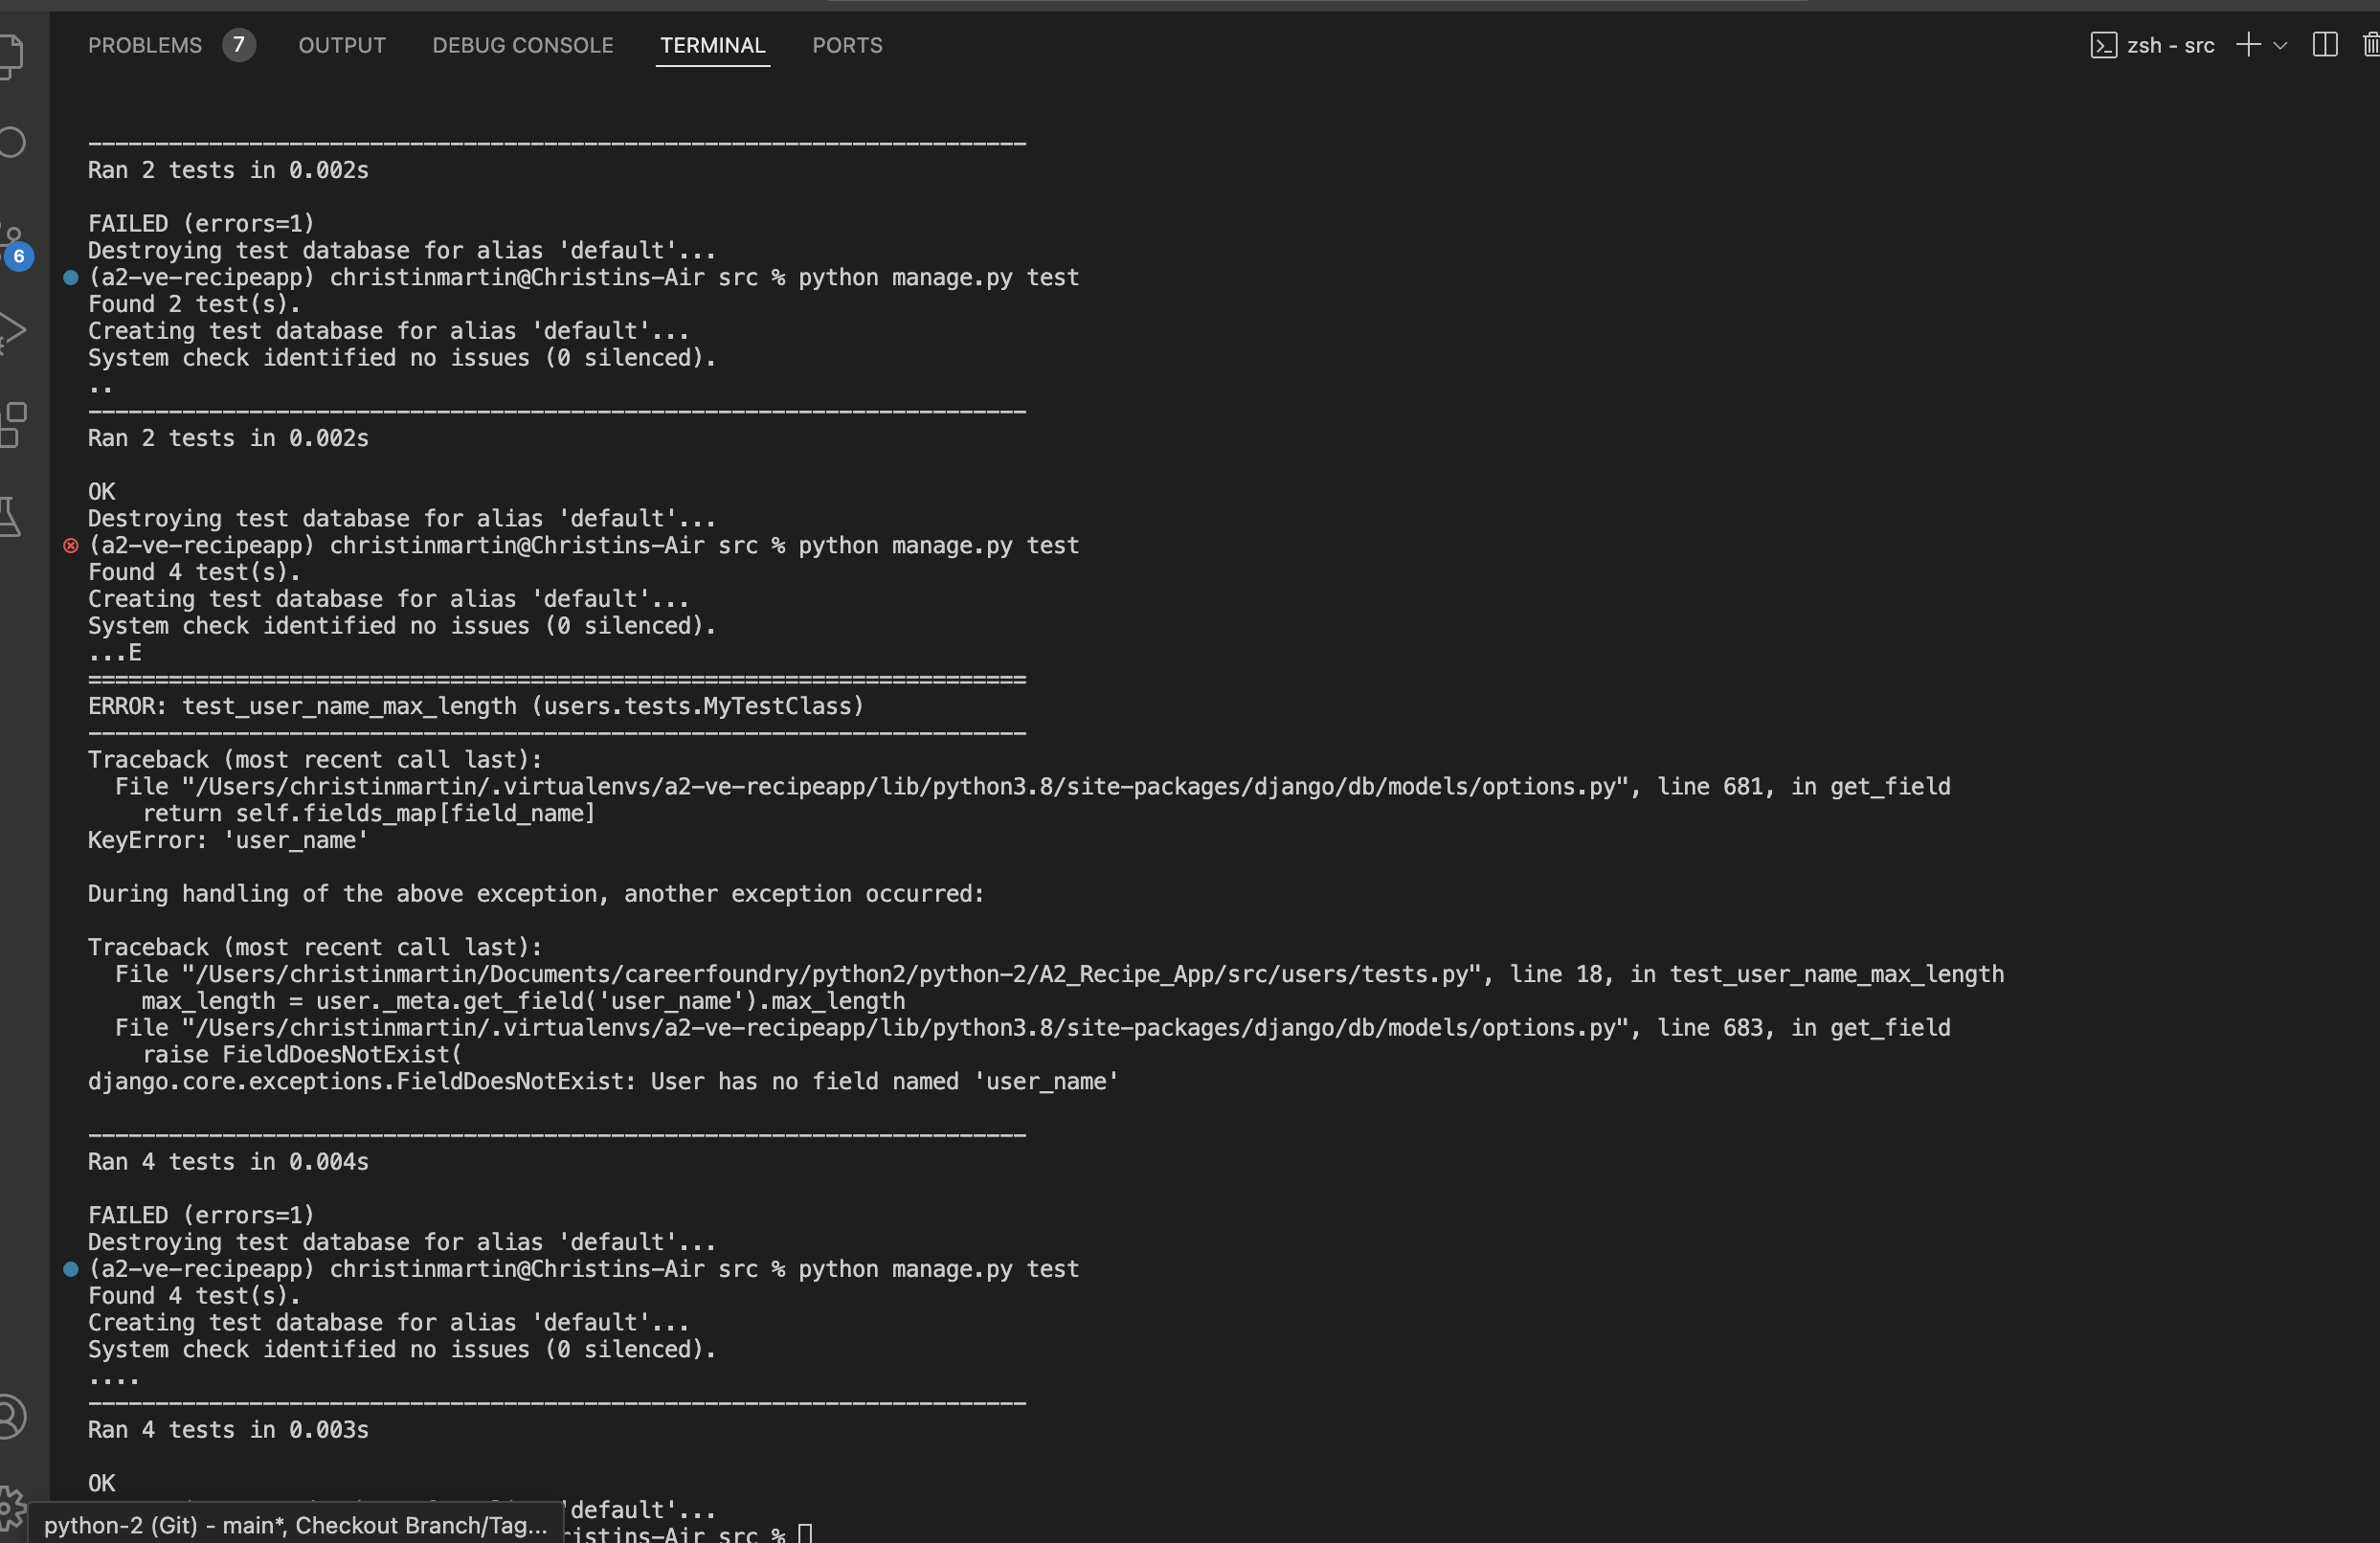 PROBLEMS 7 OUTPUT DEBUG CONSOLE TERMINAL PORTS zsh - src
--------------------------------------------------------------------
Ran 2 tests in 0.002s
FAILED (errors=1)
Destroying test database for alias 'default'...
(a2-ve-recipeapp) christinmartin@Christins-Air src % python manage.py test
Found 2 test(s).
Creating test database for alias 'default'...
System check identified no issues (0 silenced).
..
----------------------------------------------------------------------
Ran 2 tests in 0.002s
OK
Destroying test database for alias 'default'...
(a2-ve-recipeapp) christinmartin@Christins-Air src % python manage.py test
Found 4 test(s).
Creating test database for alias 'default'...
System check identified no issues (0 silenced).
...E
======================================================================
ERROR: test_user_name_max_length (users.tests.MyTestClass)
----------------------------------------------------------------------
Traceback (most recent call last):
File "/Users/christinmartin/.virtualenvs/a2-ve-recipeapp/lib/python3.8/site-packages/django/db/models/options.py", line 681, in get_field
return self.fields_map[field_name]
KeyError: 'user_name'
During handling of the above exception, another exception occurred:
Traceback (most recent call last):
File "/Users/christinmartin/Documents/careerfoundry/python2/python-2/A2_Recipe_App/src/users/tests.py", line 18, in test_user_name_max_length
max_length = user._meta.get_field('user_name').max_length
File "/Users/christinmartin/.virtualenvs/a2-ve-recipeapp/lib/python3.8/site-packages/django/db/models/options.py", line 683, in get_field
raise FieldDoesNotExist(
django.core.exceptions.FieldDoesNotExist: User has no field named 'user_name'
----------------------------------------------------------------------
Ran 4 tests in 0.004s
FAILED (errors=1)
Destroying test database for alias 'default'...
(a2-ve-recipeapp) christinmartin@Christins-Air src % python manage.py test
Found 4 test(s).
Creating test database for alias 'default'...
System check identified no issues (0 silenced).
....
----------------------------------------------------------------------
Ran 4 tests in 0.003s
OK
'default'...
ristins-Air src %
python-2 (Git) - main*, Checkout Branch/Tag...
6